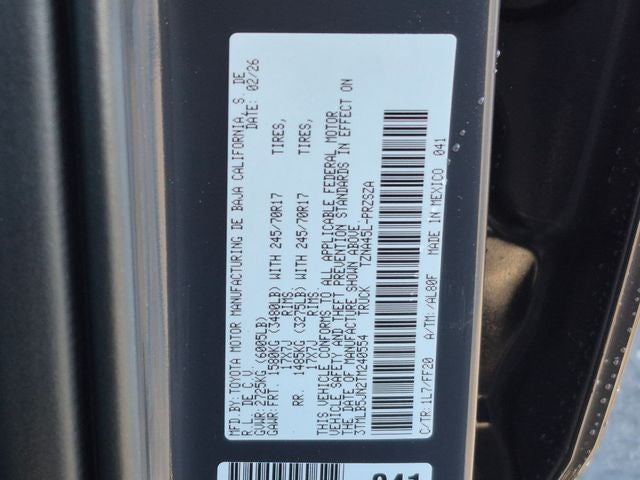 MFD.BY: TOYOTA MOTOR MANUFACTURING DE BAJA CALIFORNIA, S. DE
R.L. DE C.V. DATE: 02/26
GVWR: 2725KG (6005LB)
GAWR: FRT. 1580KG (3480LB) WITH 245/70R17 TIRES,
17X7J RIMS
RR. 1485KG (3275LB) WITH 245/70R17 TIRES,
17X7J RIMS
THIS VEHICLE CONFORMS TO ALL APPLICABLE FEDERAL MOTOR
VEHICLE SAFETY AND THEFT PREVENTION STANDARDS IN EFFECT ON
THE DATE OF MANUFACTURE SHOWN ABOVE.
3TMLB5JN2TM240554 TRUCK TZNA45L-PRZSZA
C/TR:1L7/FF20 A/TM:/AL80F MADE IN MEXICO 041
041